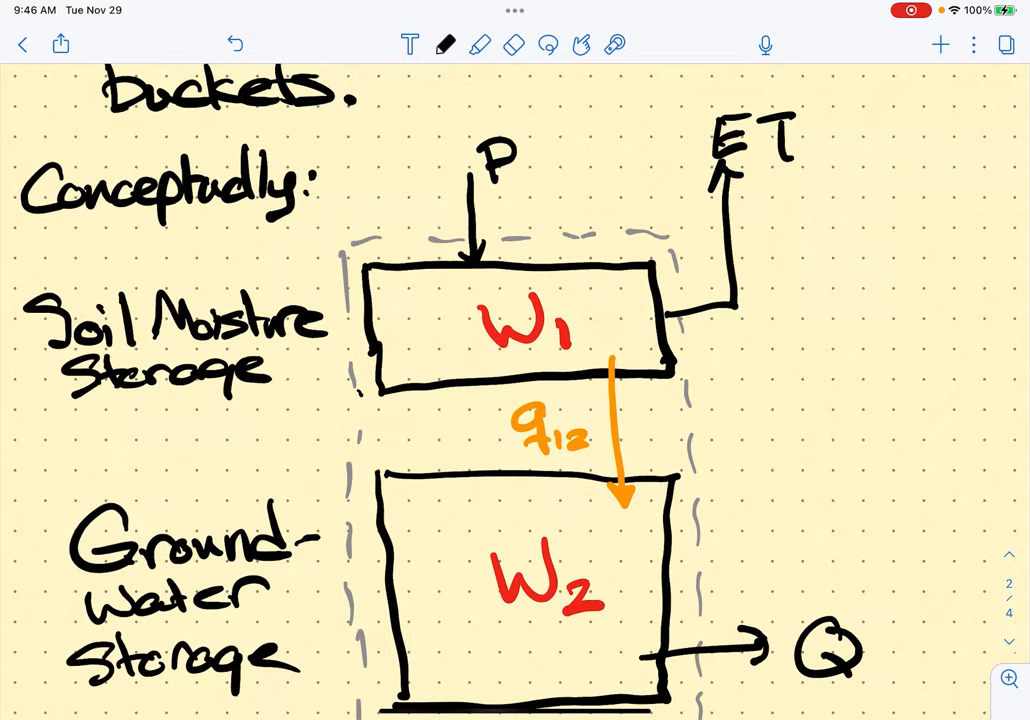 9:46 AM Tue Nov 29
100%
T
buckets.
Conceptually:
P
ET
Soil Moisture
Storage
W1
q12
Ground-
water
Storage
W2
Q
2
/
4